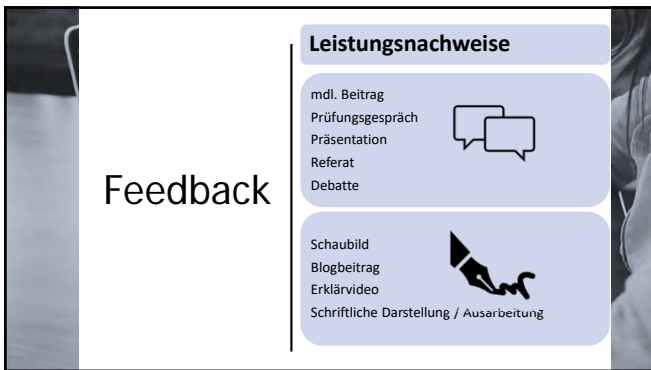 Feedback
Leistungsnachweise
mdl. Beitrag
Prüfungsgespräch
Präsentation
Referat
Debatte
Schaubild
Blogbeitrag
Erklärvideo
Schriftliche Darstellung / Ausarbeitung